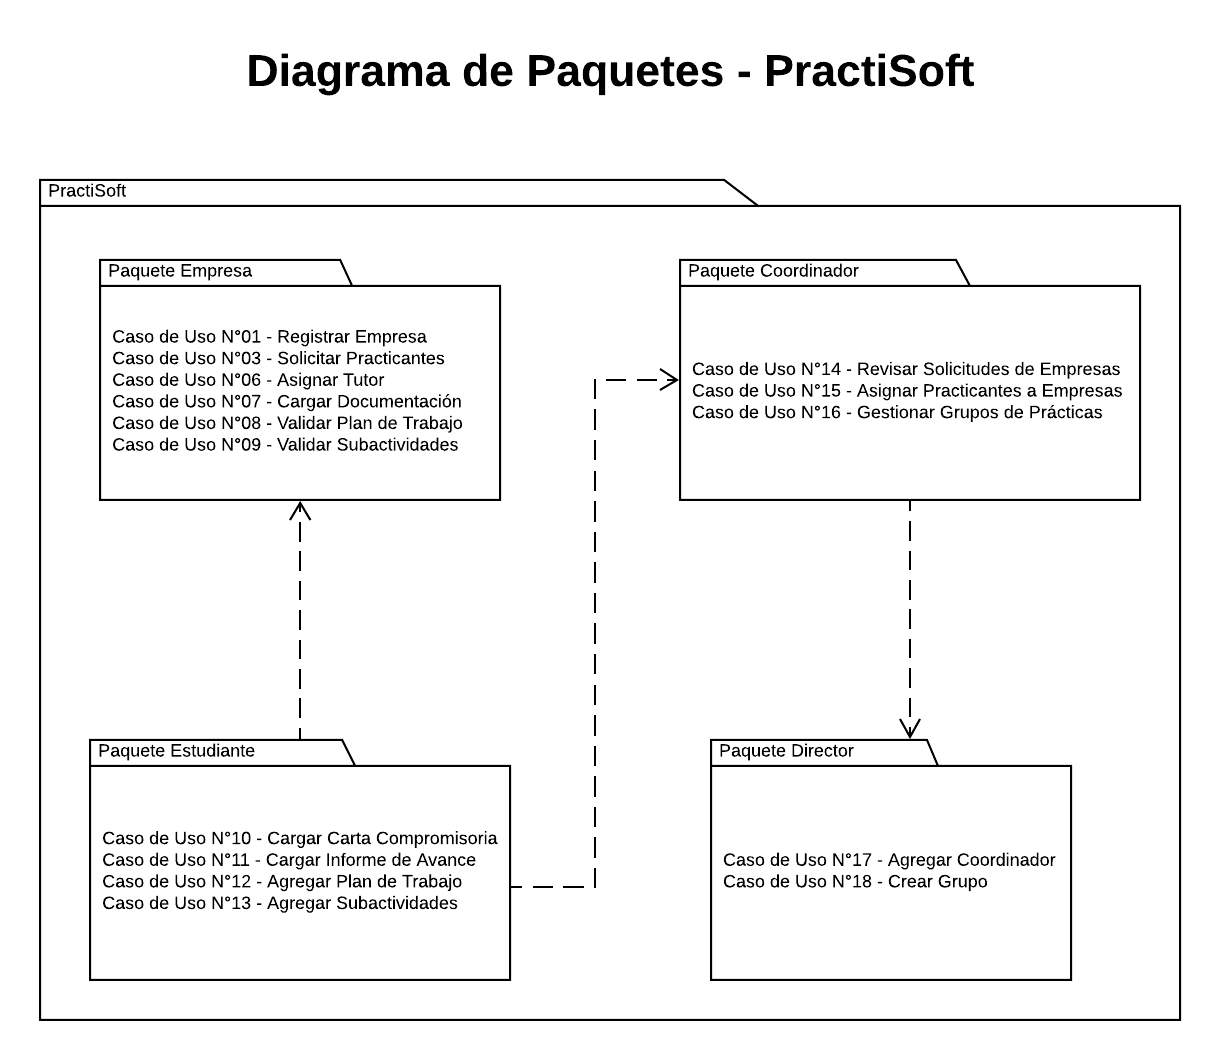 Diagrama de Paquetes - PractiSoft
PractiSoft
Paquete Empresa
Caso de Uso N°01 - Registrar Empresa
Caso de Uso N°03 - Solicitar Practicantes
Caso de Uso N°06 - Asignar Tutor
Caso de Uso N°07 - Cargar Documentación
Caso de Uso N°08 - Validar Plan de Trabajo
Caso de Uso N°09 - Validar Subactividades
Paquete Coordinador
Caso de Uso N°14 - Revisar Solicitudes de Empresas
Caso de Uso N°15 - Asignar Practicantes a Empresas
Caso de Uso N°16 - Gestionar Grupos de Prácticas
Paquete Estudiante
Caso de Uso N°10 - Cargar Carta Compromisoria
Caso de Uso N°11 - Cargar Informe de Avance
Caso de Uso N°12 - Agregar Plan de Trabajo
Caso de Uso N°13 - Agregar Subactividades
Paquete Director
Caso de Uso N°17 - Agregar Coordinador
Caso de Uso N°18 - Crear Grupo